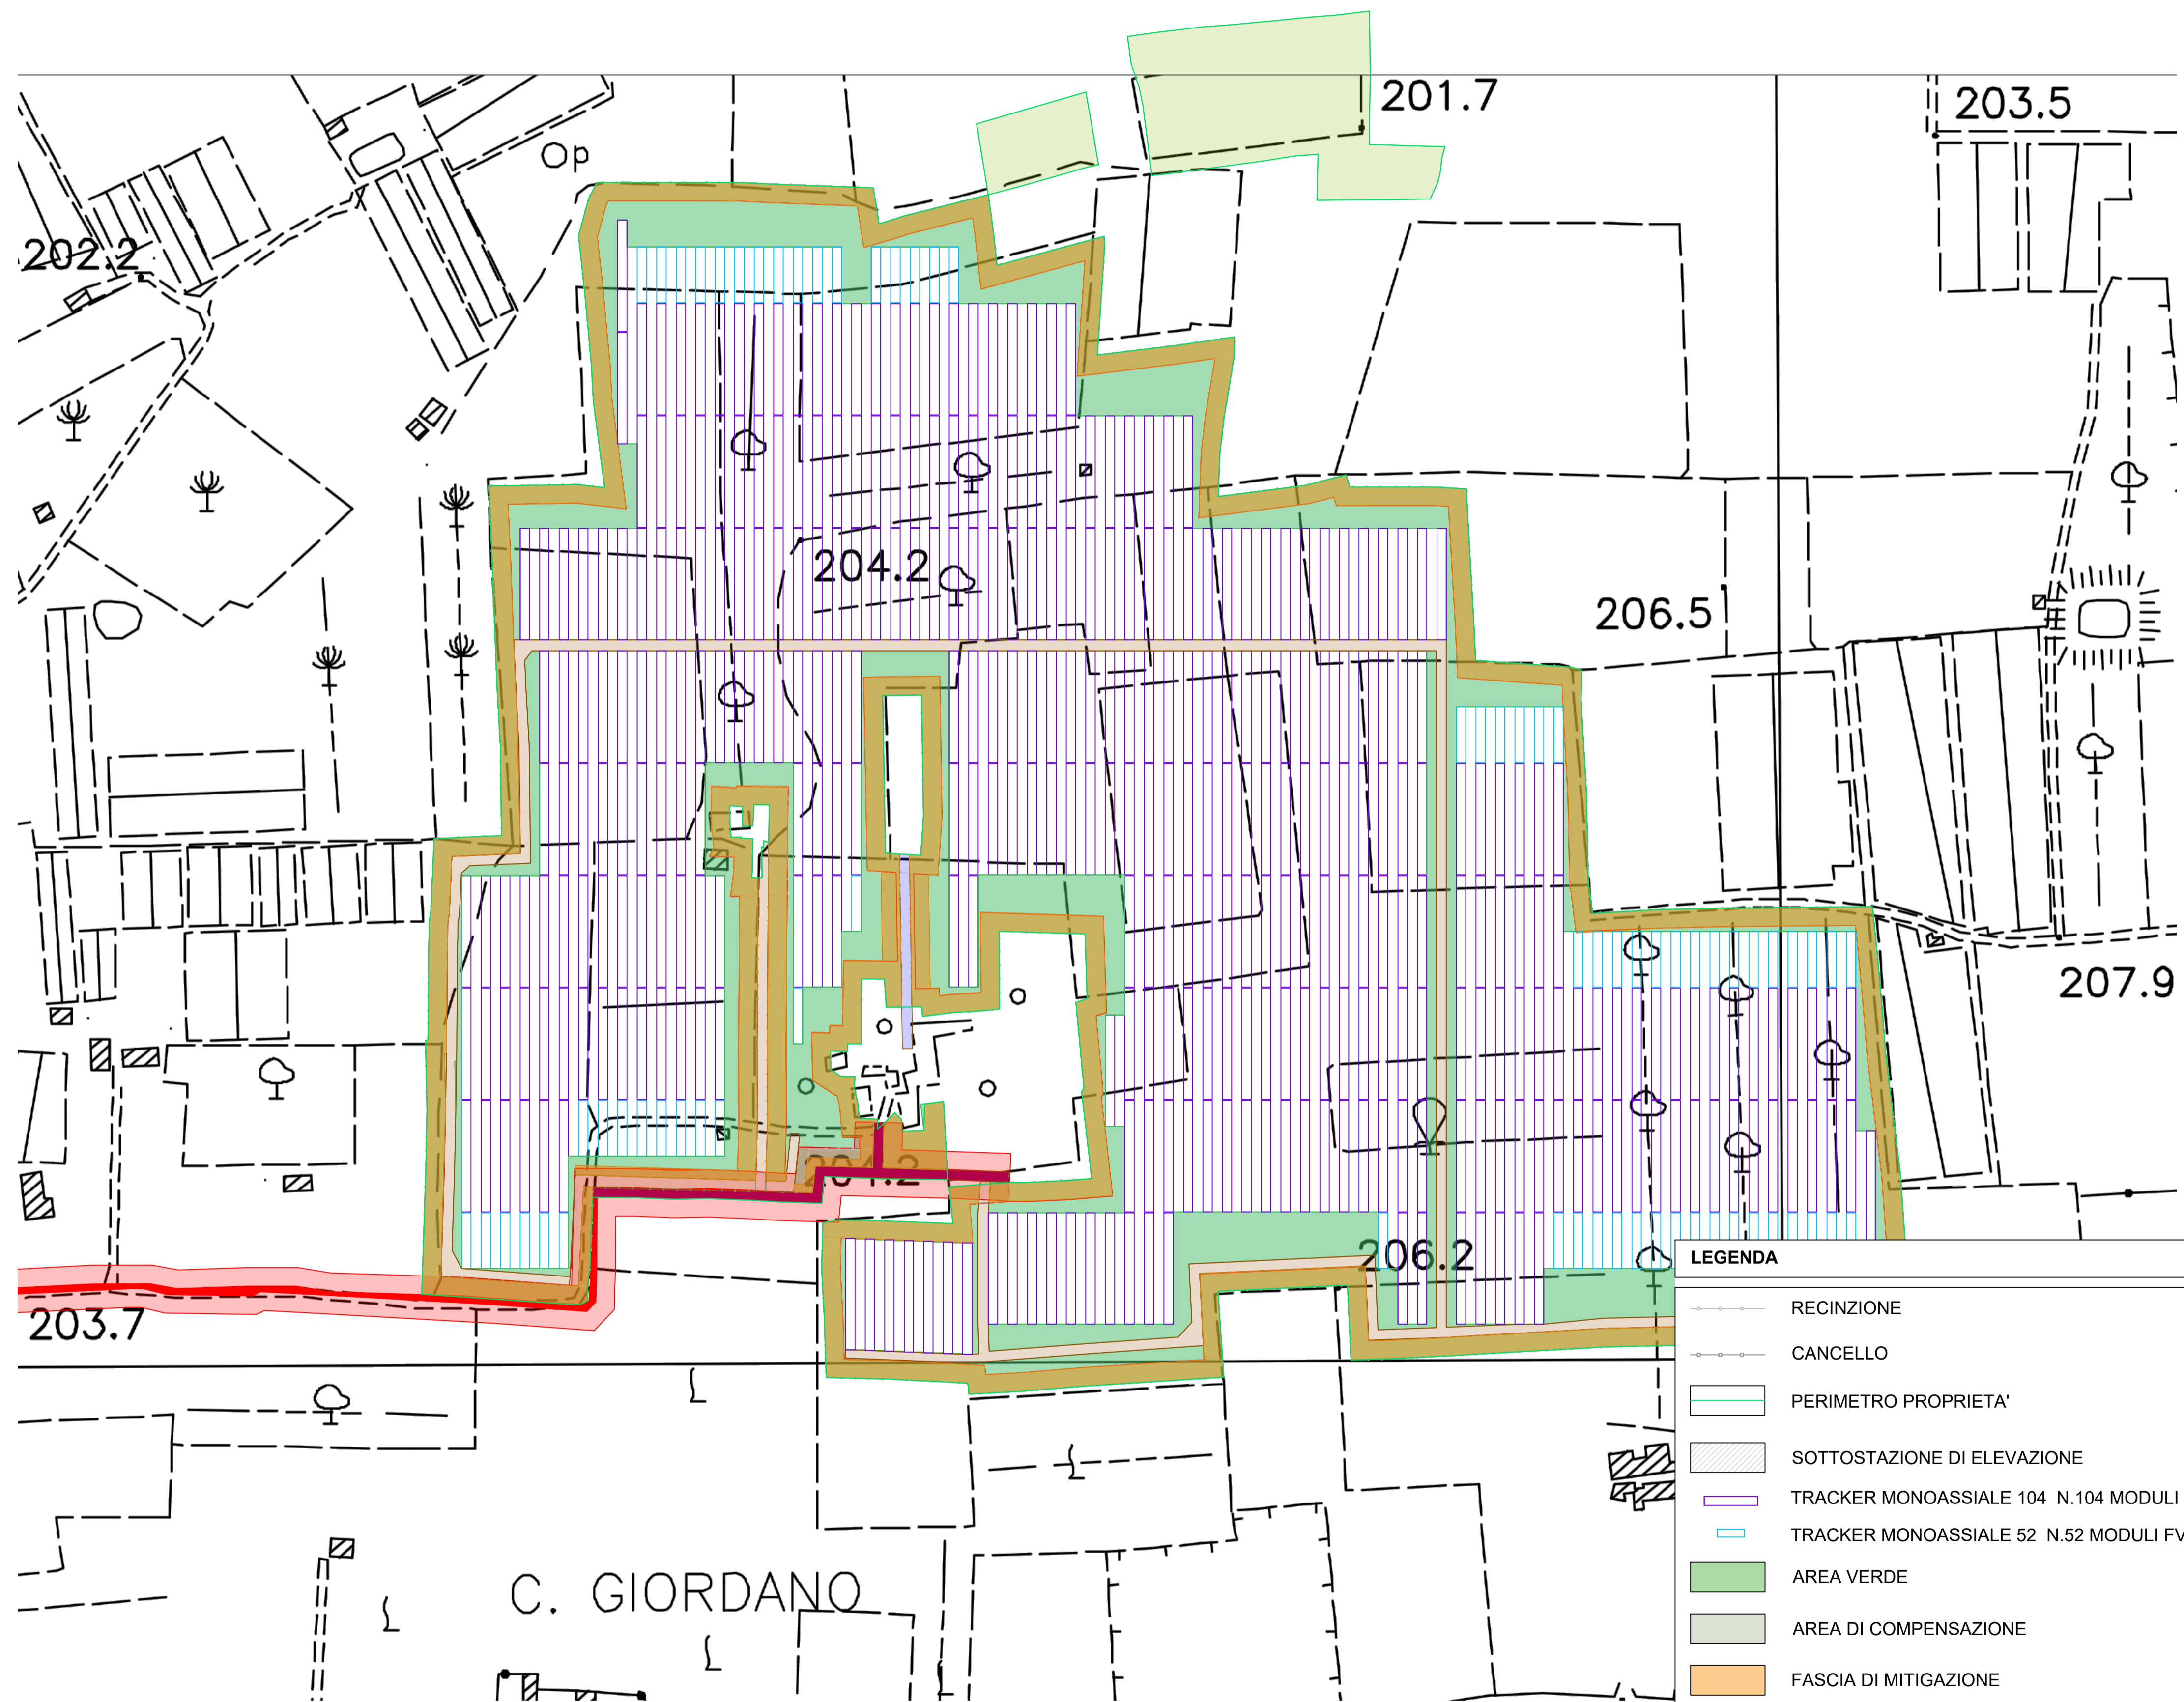 201.7
203.5
Op
202.2
204.2
206.5
207.9
201.2
206.2
203.7
C. GIORDANO
LEGENDA
RECINZIONE
CANCELLO
PERIMETRO PROPRIETA'
SOTTOSTAZIONE DI ELEVAZIONE
TRACKER MONOASSIALE 104 N.104 MODULI
TRACKER MONOASSIALE 52 N.52 MODULI FV
AREA VERDE
AREA DI COMPENSAZIONE
FASCIA DI MITIGAZIONE